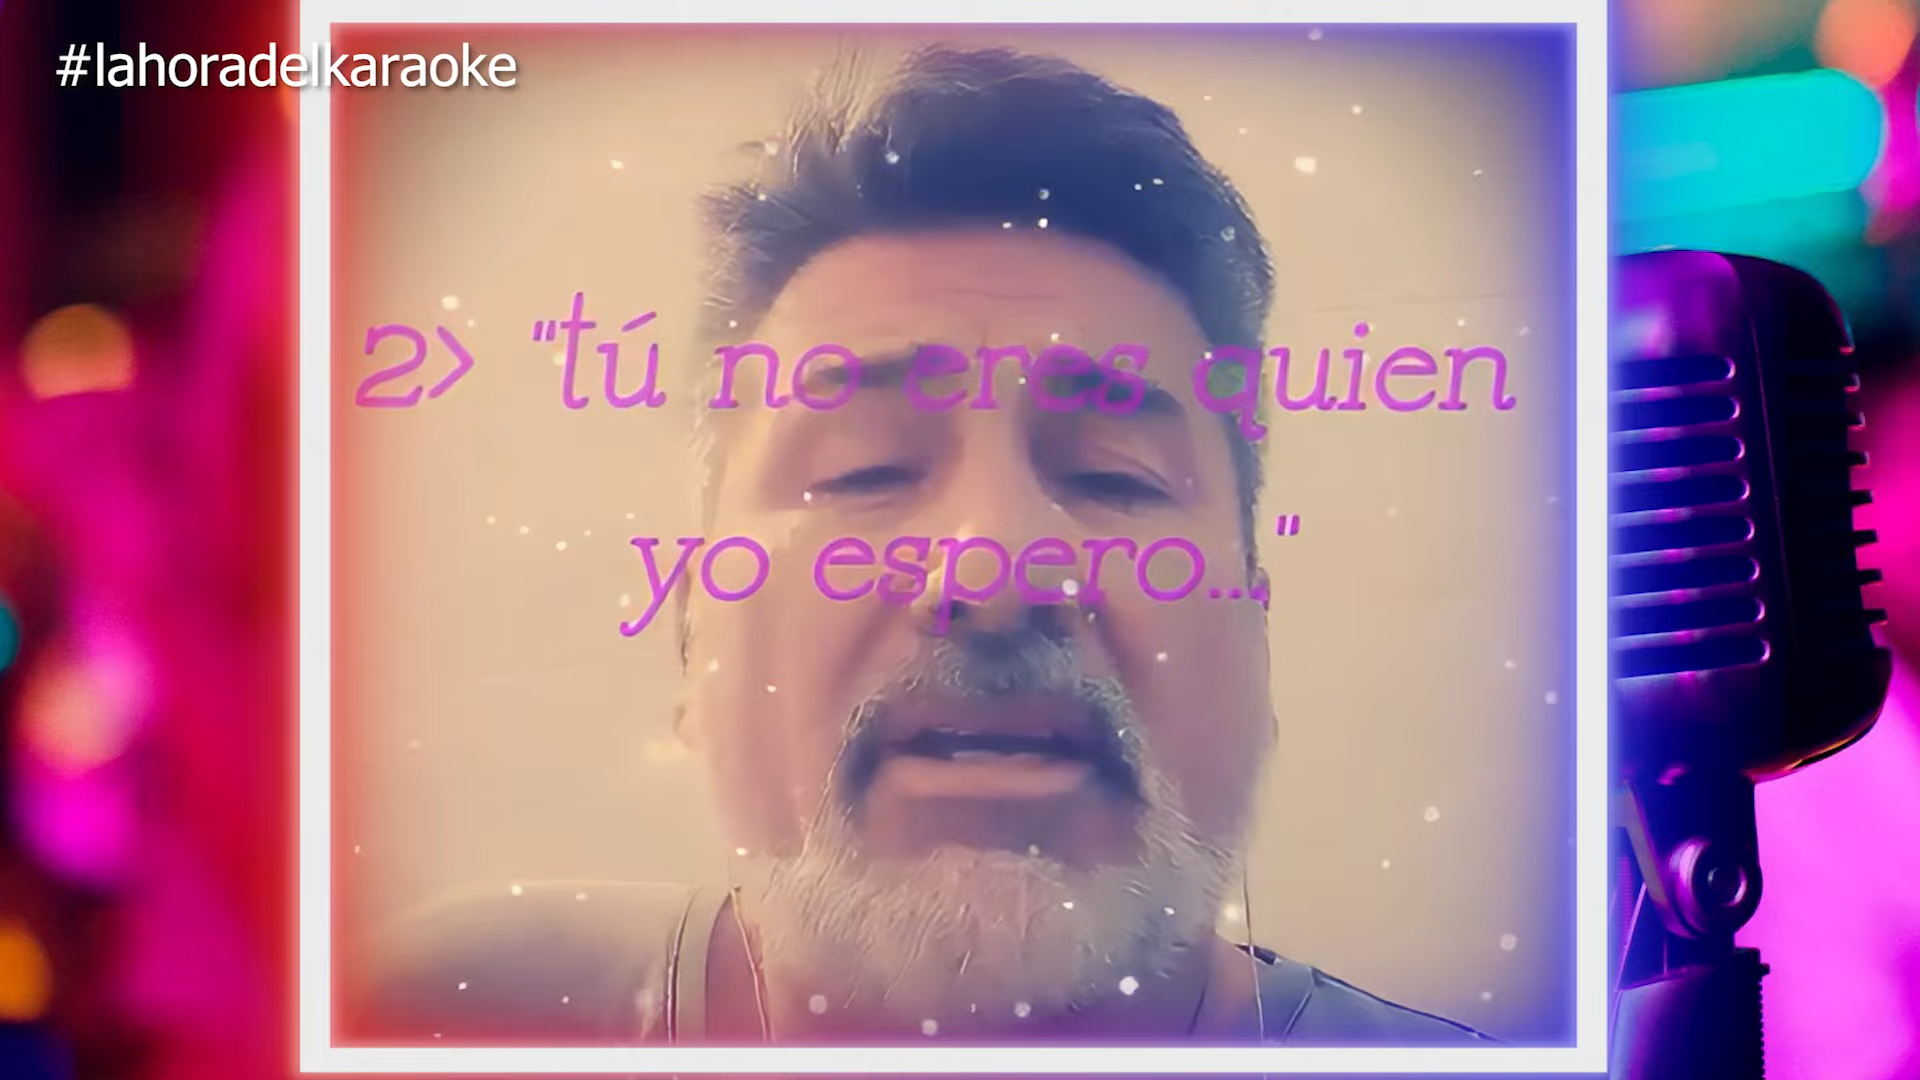 #lahoradelkaraoke
2> "tú no eres quien
yo espero..."